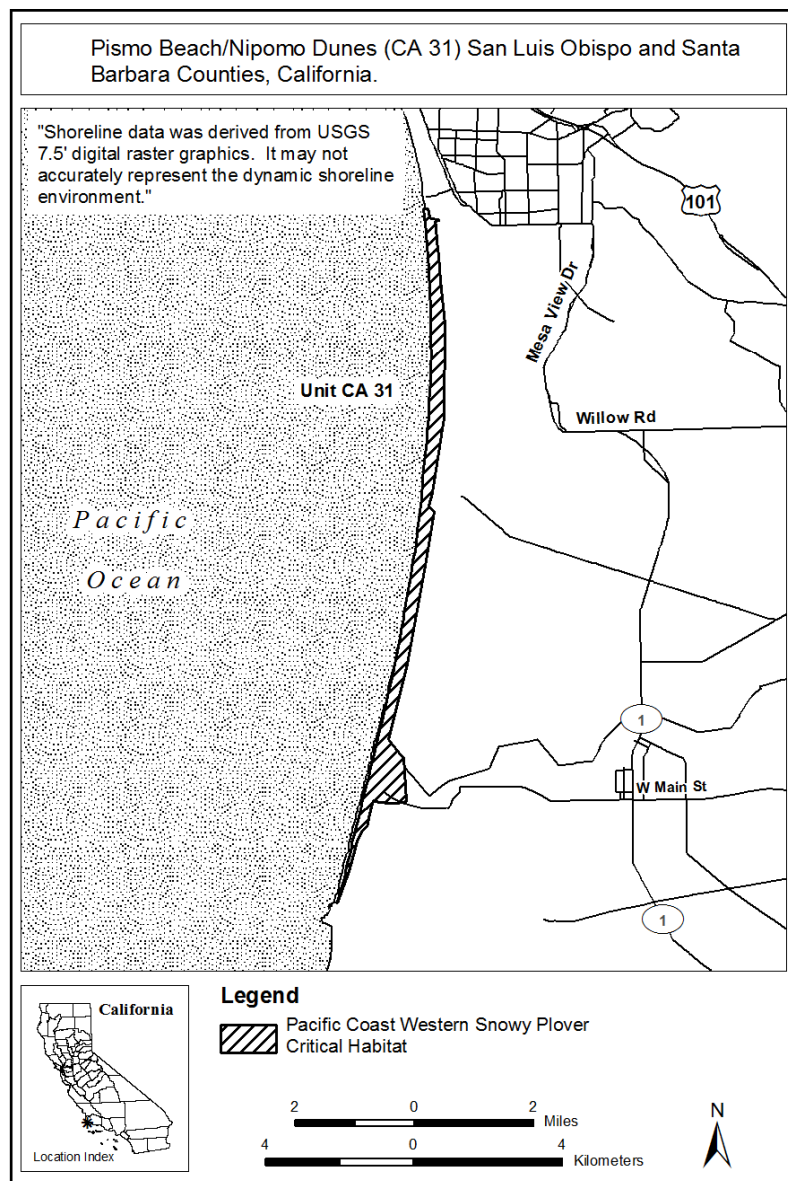 Pismo Beach/Nipomo Dunes (CA 31) San Luis Obispo and Santa
Barbara Counties, California.
"Shoreline data was derived from USGS
7.5' digital raster graphics.  It may not
accurately represent the dynamic shoreline
environment."
101
Mesa View Dr
Unit CA 31
Willow Rd
Pacific
Ocean
1
W Main St
1
California
Location Index
Legend
Pacific Coast Western Snowy Plover
Critical Habitat
2 0 2
Miles
4 0 4
Kilometers
N